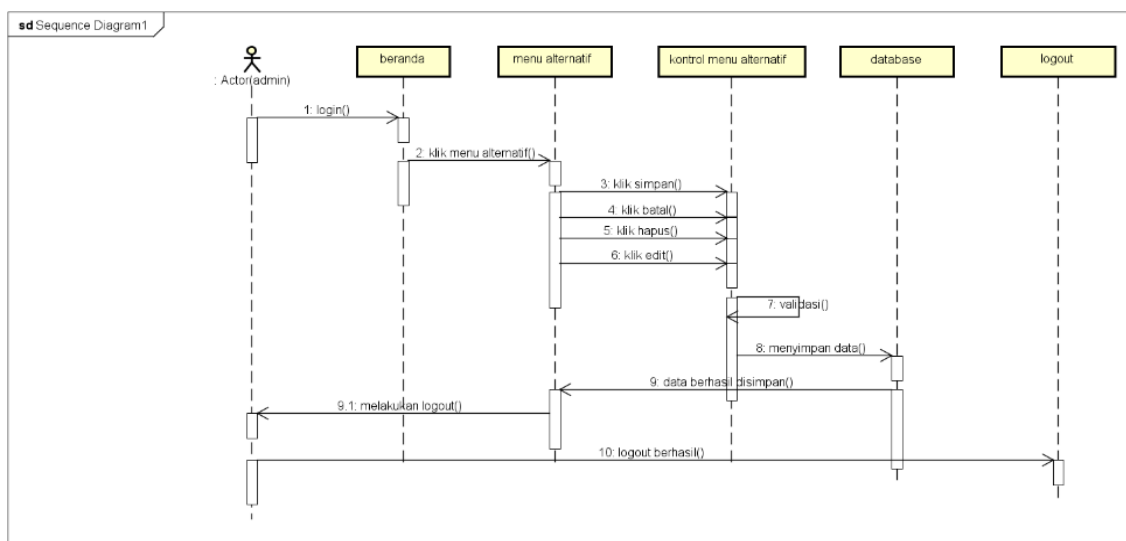 sd Sequence Diagram1
: Actor(admin)
beranda
menu alternatif
kontrol menu alternatif
database
logout
1: login()
2: klik menu alternatif()
3: klik simpan()
4: klik batal()
5: klik hapus()
6: klik edit()
7: validasi()
8: menyimpan data()
9: data berhasil disimpan()
9.1: melakukan logout()
10: logout berhasil()